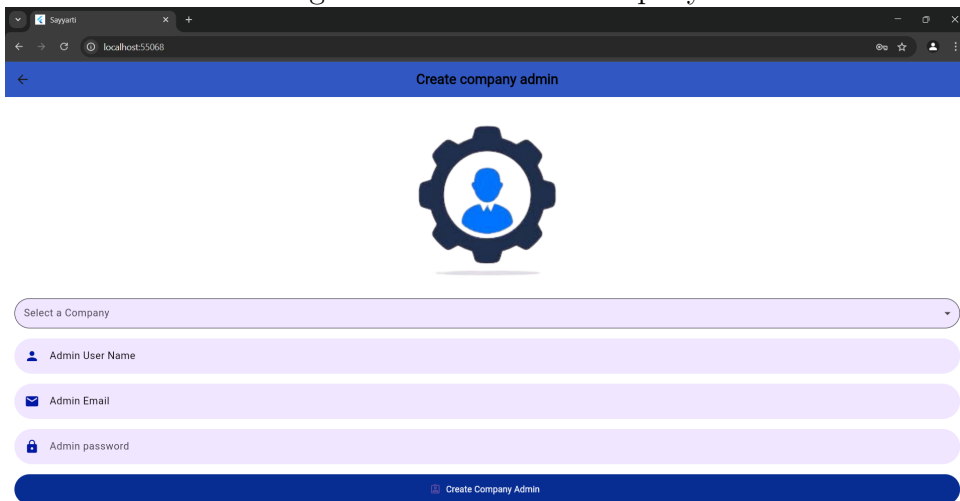 Sayyarti
localhost:55068
Create company admin
Select a Company
Admin User Name
Admin Email
Admin password
Create Company Admin